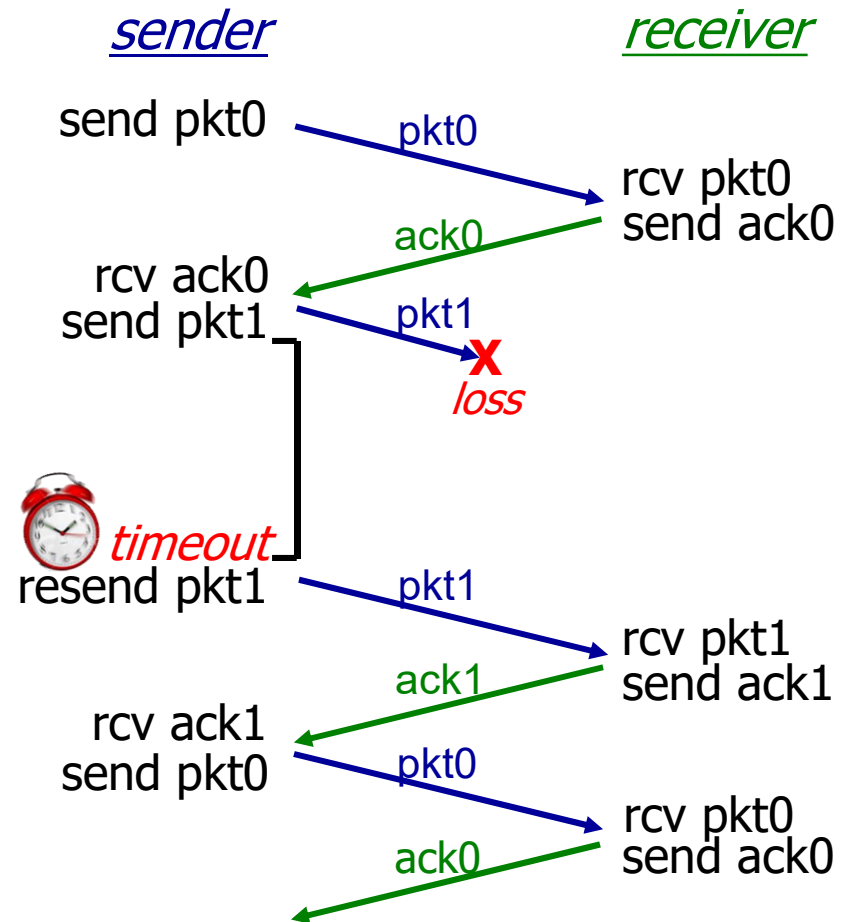 sender receiver
send pkt0
pkt0
rcv pkt0
send ack0
ack0
rcv ack0
send pkt1
pkt1
X
loss
timeout
resend pkt1
pkt1
rcv pkt1
send ack1
ack1
rcv ack1
send pkt0
pkt0
rcv pkt0
send ack0
ack0